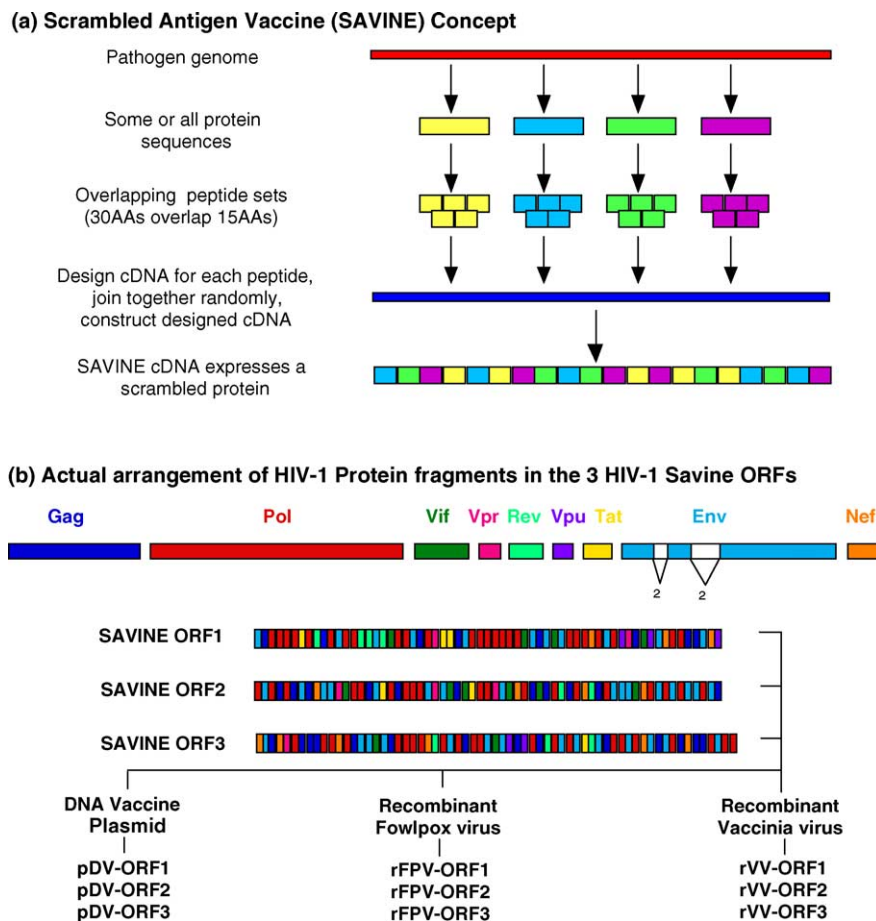 (a) Scrambled Antigen Vaccine (SAVINE) Concept
Pathogen genome
Some or all protein
sequences
Overlapping peptide sets
(30AAs overlap 15AAs)
Design cDNA for each peptide,
join together randomly,
construct designed cDNA
SAVINE cDNA expresses a
scrambled protein
(b) Actual arrangement of HIV-1 Protein fragments in the 3 HIV-1 Savine ORFs
Gag Pol Vif Vpr Rev Vpu Tat Env Nef
2 2
SAVINE ORF1
SAVINE ORF2
SAVINE ORF3
DNA Vaccine
Plasmid
pDV-ORF1
pDV-ORF2
pDV-ORF3
Recombinant
Fowlpox virus
rFPV-ORF1
rFPV-ORF2
rFPV-ORF3
Recombinant
Vaccinia virus
rVV-ORF1
rVV-ORF2
rVV-ORF3